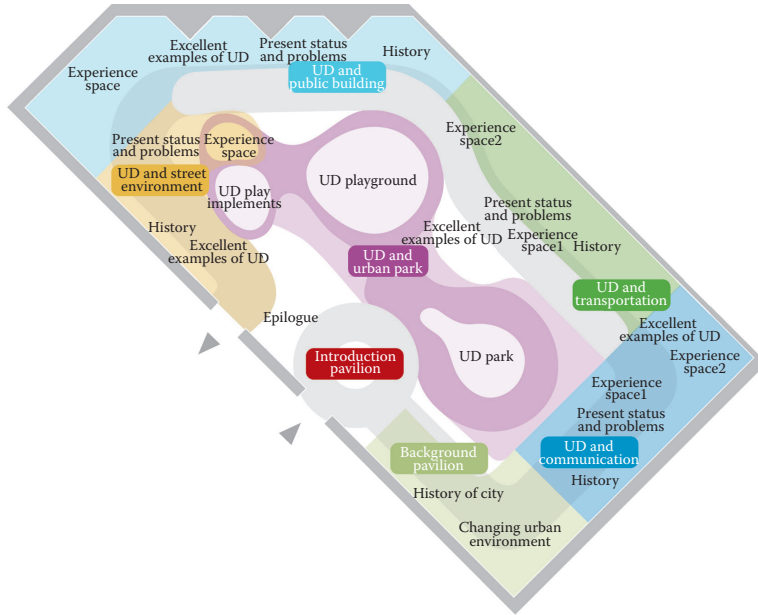 Excellent
examples of UD
Present status
and problems
History
Experience
space
UD and
public building
Experience
space2
Present status
and problems
Experience
space
UD and street
environment
UD play
implements
UD playground
Present status
and problems
Excellent
examples of UD
Experience
space1
History
History
Excellent
examples of UD
UD and
urban park
UD and
transportation
Epilogue
Excellent
examples of UD
Introduction
pavilion
UD park
Experience
space2
Experience
space1
Present status
and problems
UD and
communication
Background
pavilion
History
History of city
Changing urban
environment